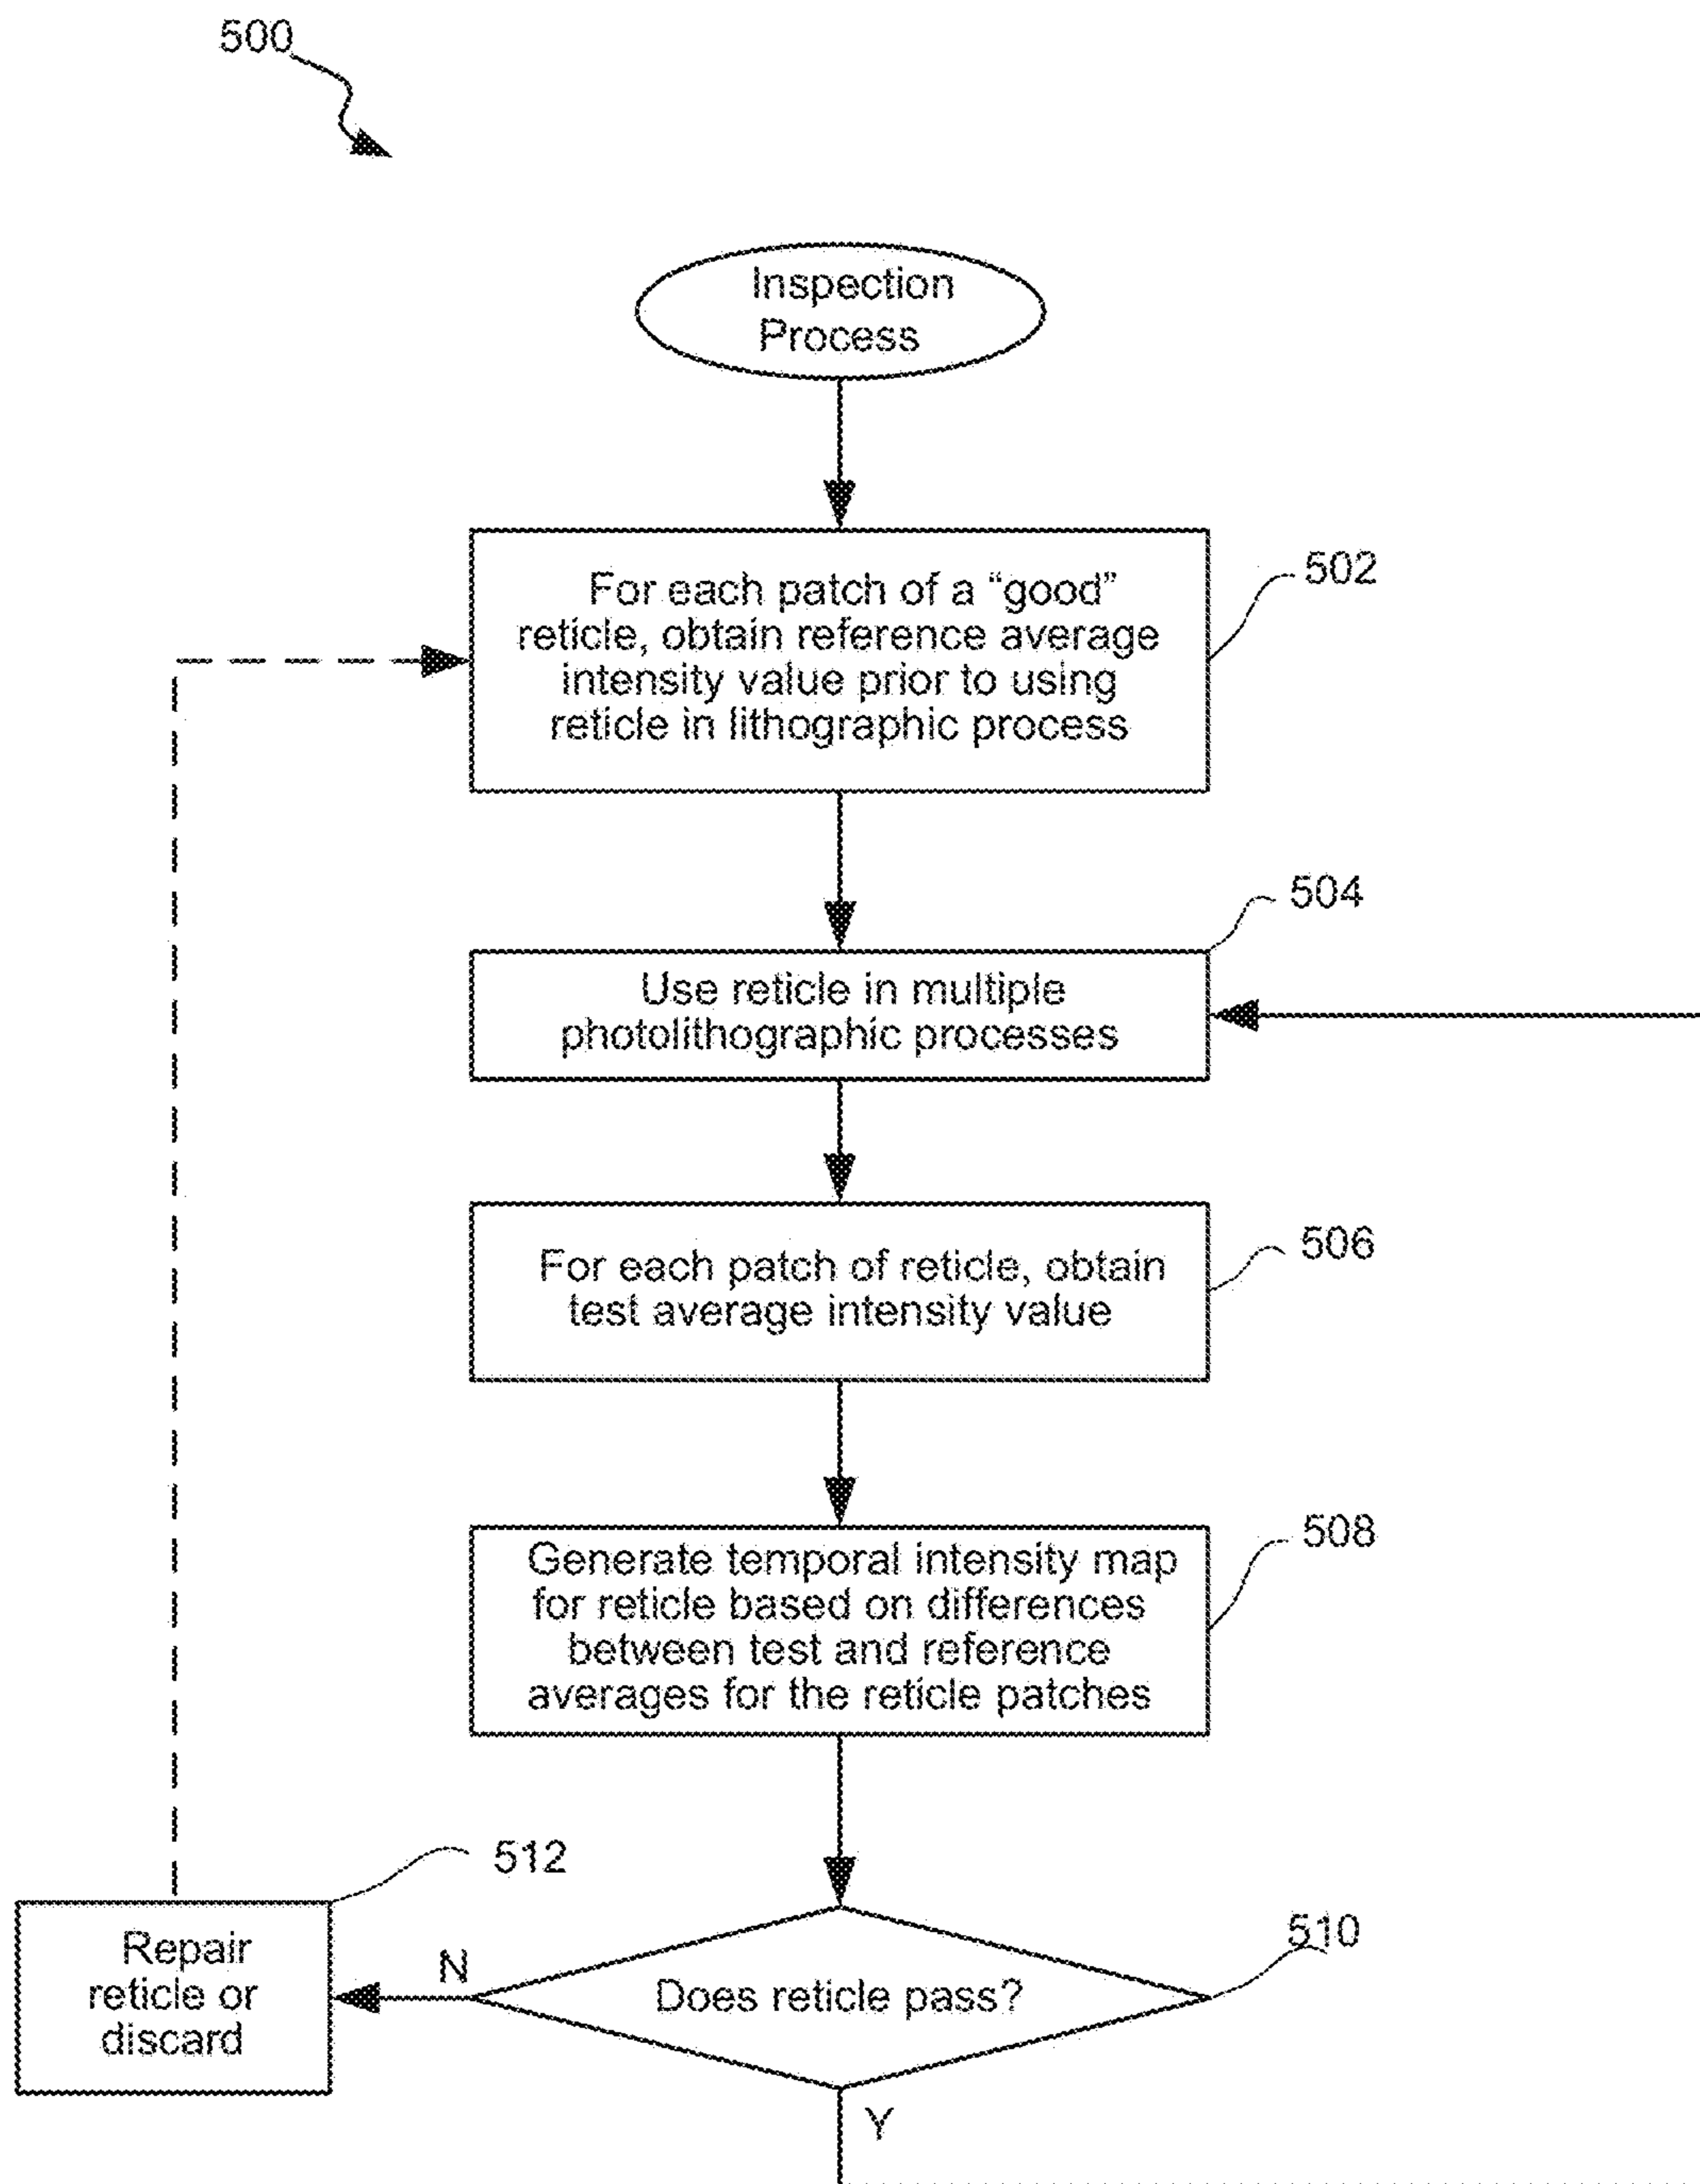 500
Inspection
Process
For each patch of a “good”
reticle, obtain reference average
intensity value prior to using
reticle in lithographic process
502
504
Use reticle in multiple
photolithographic processes
506
For each patch of reticle, obtain
test average intensity value
508
Generate temporal intensity map
for reticle based on differences
between test and reference
averages for the reticle patches
512
510
Repair
reticle or
discard
N
Does reticle pass?
Y